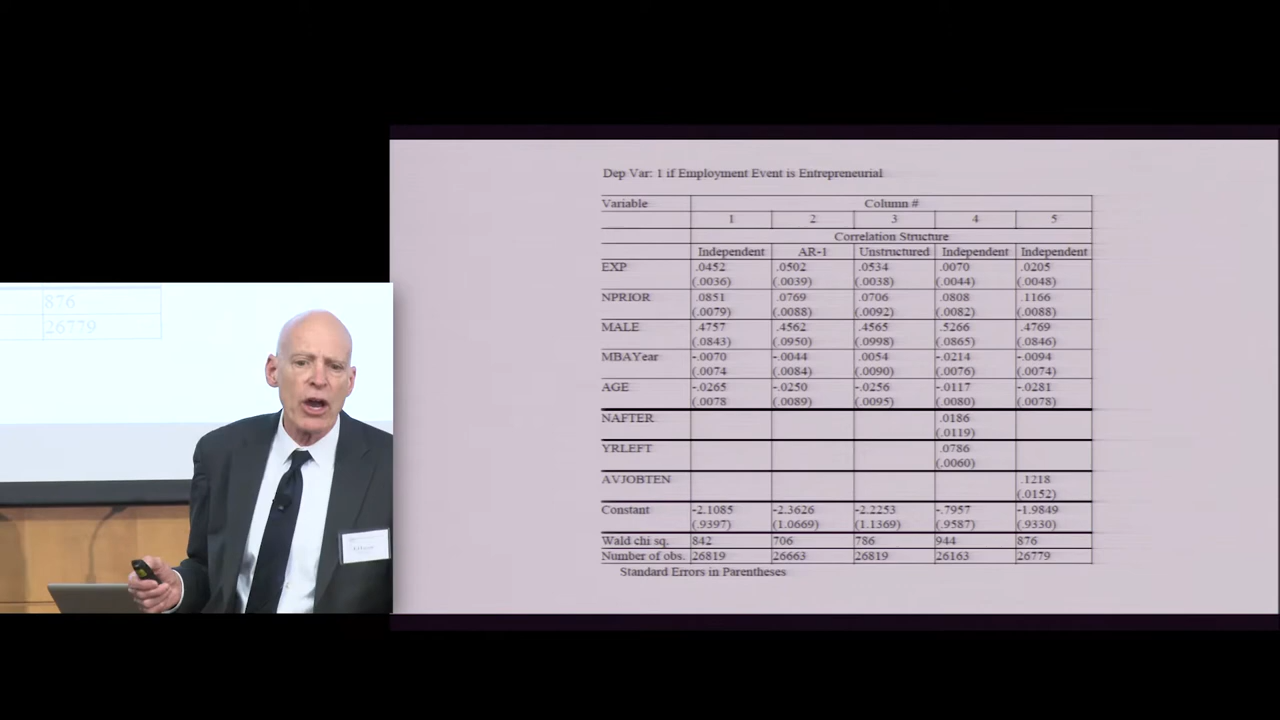 876
26779
Dep Var: 1 if Employment Event is Entrepreneurial
Variable Column #
1 2 3 4 5
Correlation Structure
Independent AR-1 Unstructured Independent Independent
EXP .0452 .0502 .0534 .0070 .0205
(.0036) (.0039) (.0038) (.0044) (.0048)
NPRIOR .0851 .0769 .0706 .0808 .1166
(.0079) (.0088) (.0092) (.0082) (.0088)
MALE .4757 .4562 .4565 .5266 .4769
(.0843) (.0950) (.0998) (.0865) (.0846)
MBAYear -.0070 -.0044 .0054 -.0214 -.0094
(.0074 (.0084) (.0090) (.0076) (.0074)
AGE -.0265 -.0250 -.0256 -.0117 -.0281
(.0078 (.0089) (.0095) (.0080) (.0078)
NAFTER .0186
(.0119)
YRLEFT .0786
(.0060)
AVJOBTEN .1218
(.0152)
Constant -2.1085 -2.3626 -2.2253 -.7957 -1.9849
(.9397) (1.0669) (1.1369) (.9587) (.9330)
Wald chi sq. 842 706 786 944 876
Number of obs. 26819 26663 26819 26163 26779
Standard Errors in Parentheses